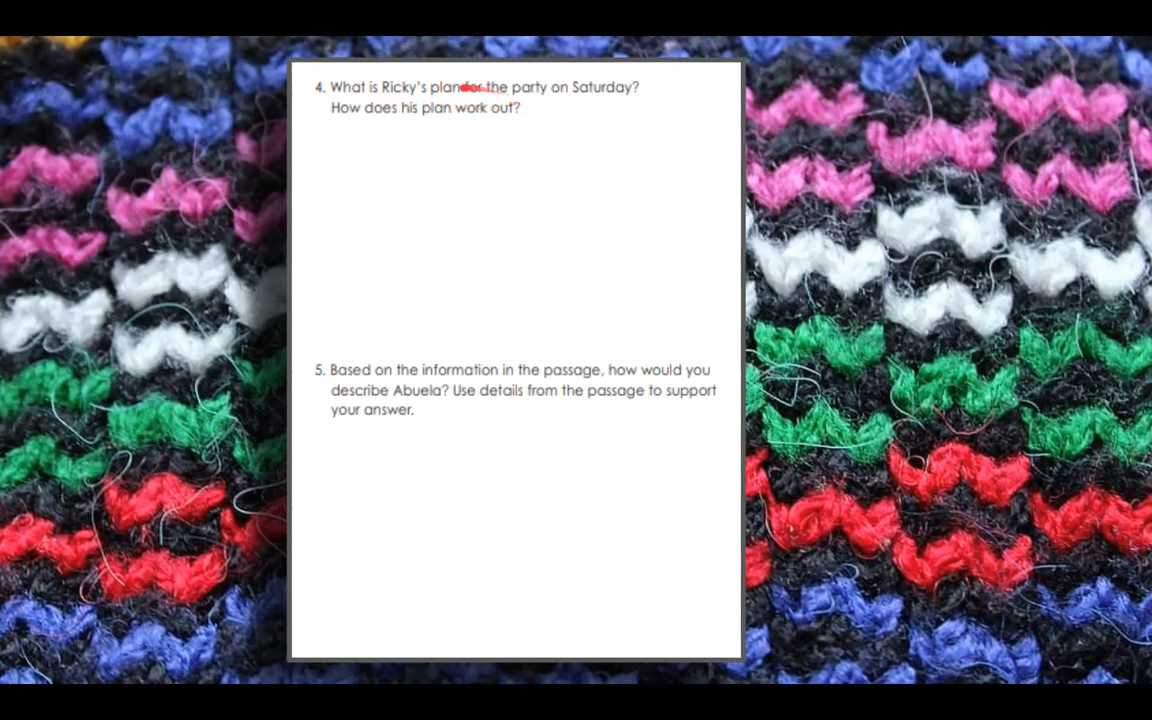 4. What is Ricky's plan for the party on Saturday?
How does his plan work out?
5. Based on the information in the passage, how would you
describe Abuela? Use details from the passage to support
your answer.